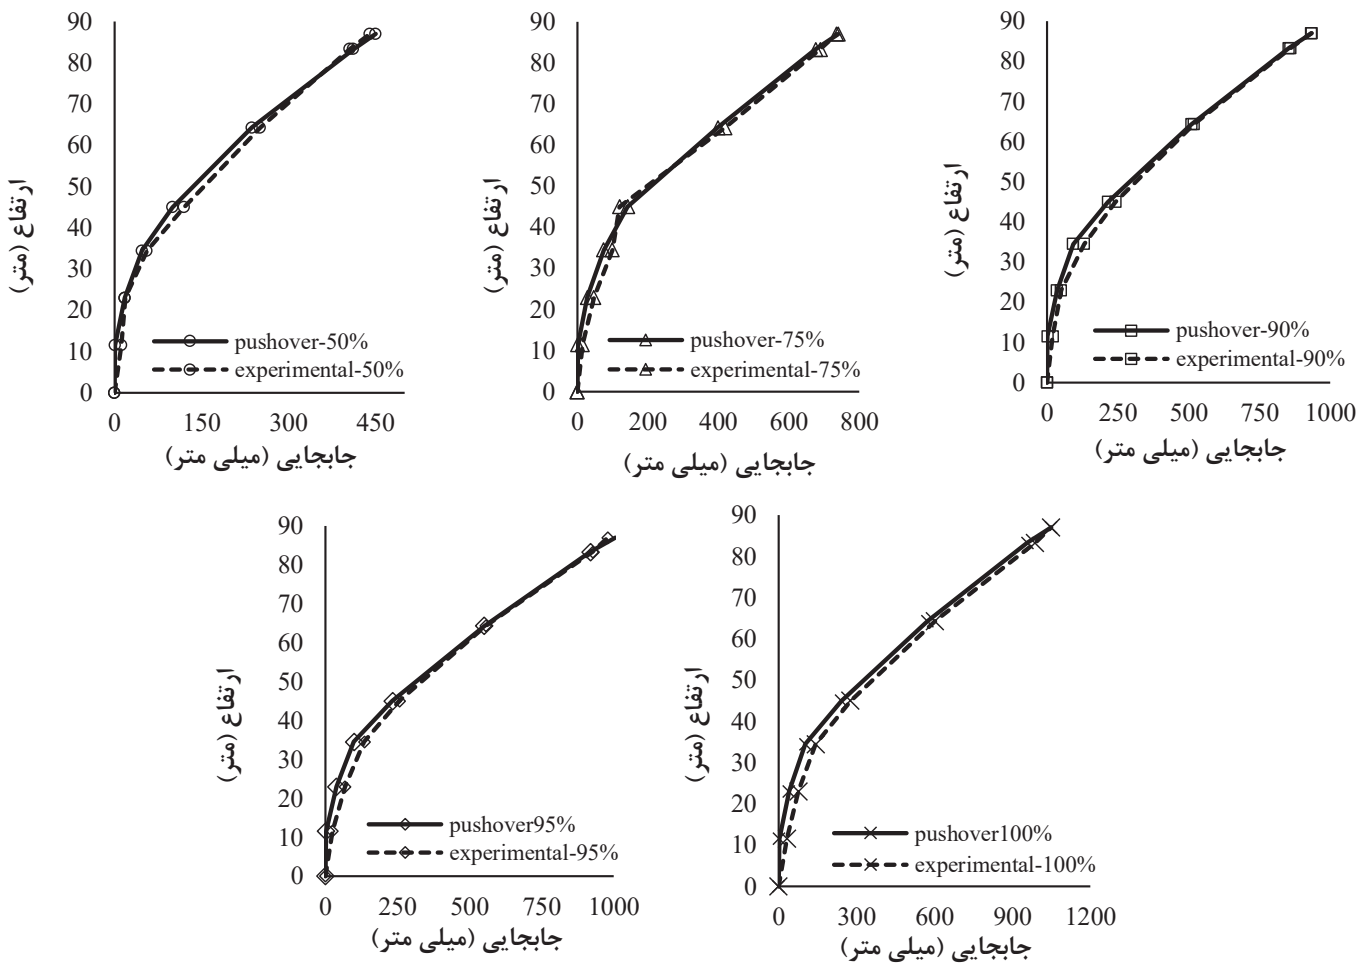 90
80
70
60
50
40
30
20
10
0
ارتفاع (متر)
pushover-50%
experimental-50%
0 150 300 450
جابجایی (میلی متر)
90
80
70
60
50
40
30
20
10
0
ارتفاع (متر)
pushover-75%
experimental-75%
0 200 400 600 800
جابجایی (میلی متر)
90
80
70
60
50
40
30
20
10
0
ارتفاع (متر)
pushover-90%
experimental-90%
0 250 500 750 1000
جابجایی (میلی متر)
90
80
70
60
50
40
30
20
10
0
ارتفاع (متر)
pushover95%
experimental-95%
0 250 500 750 1000
جابجایی (میلی متر)
90
80
70
60
50
40
30
20
10
0
ارتفاع (متر)
pushover100%
experimental-100%
0 300 600 900 1200
جابجایی (میلی متر)